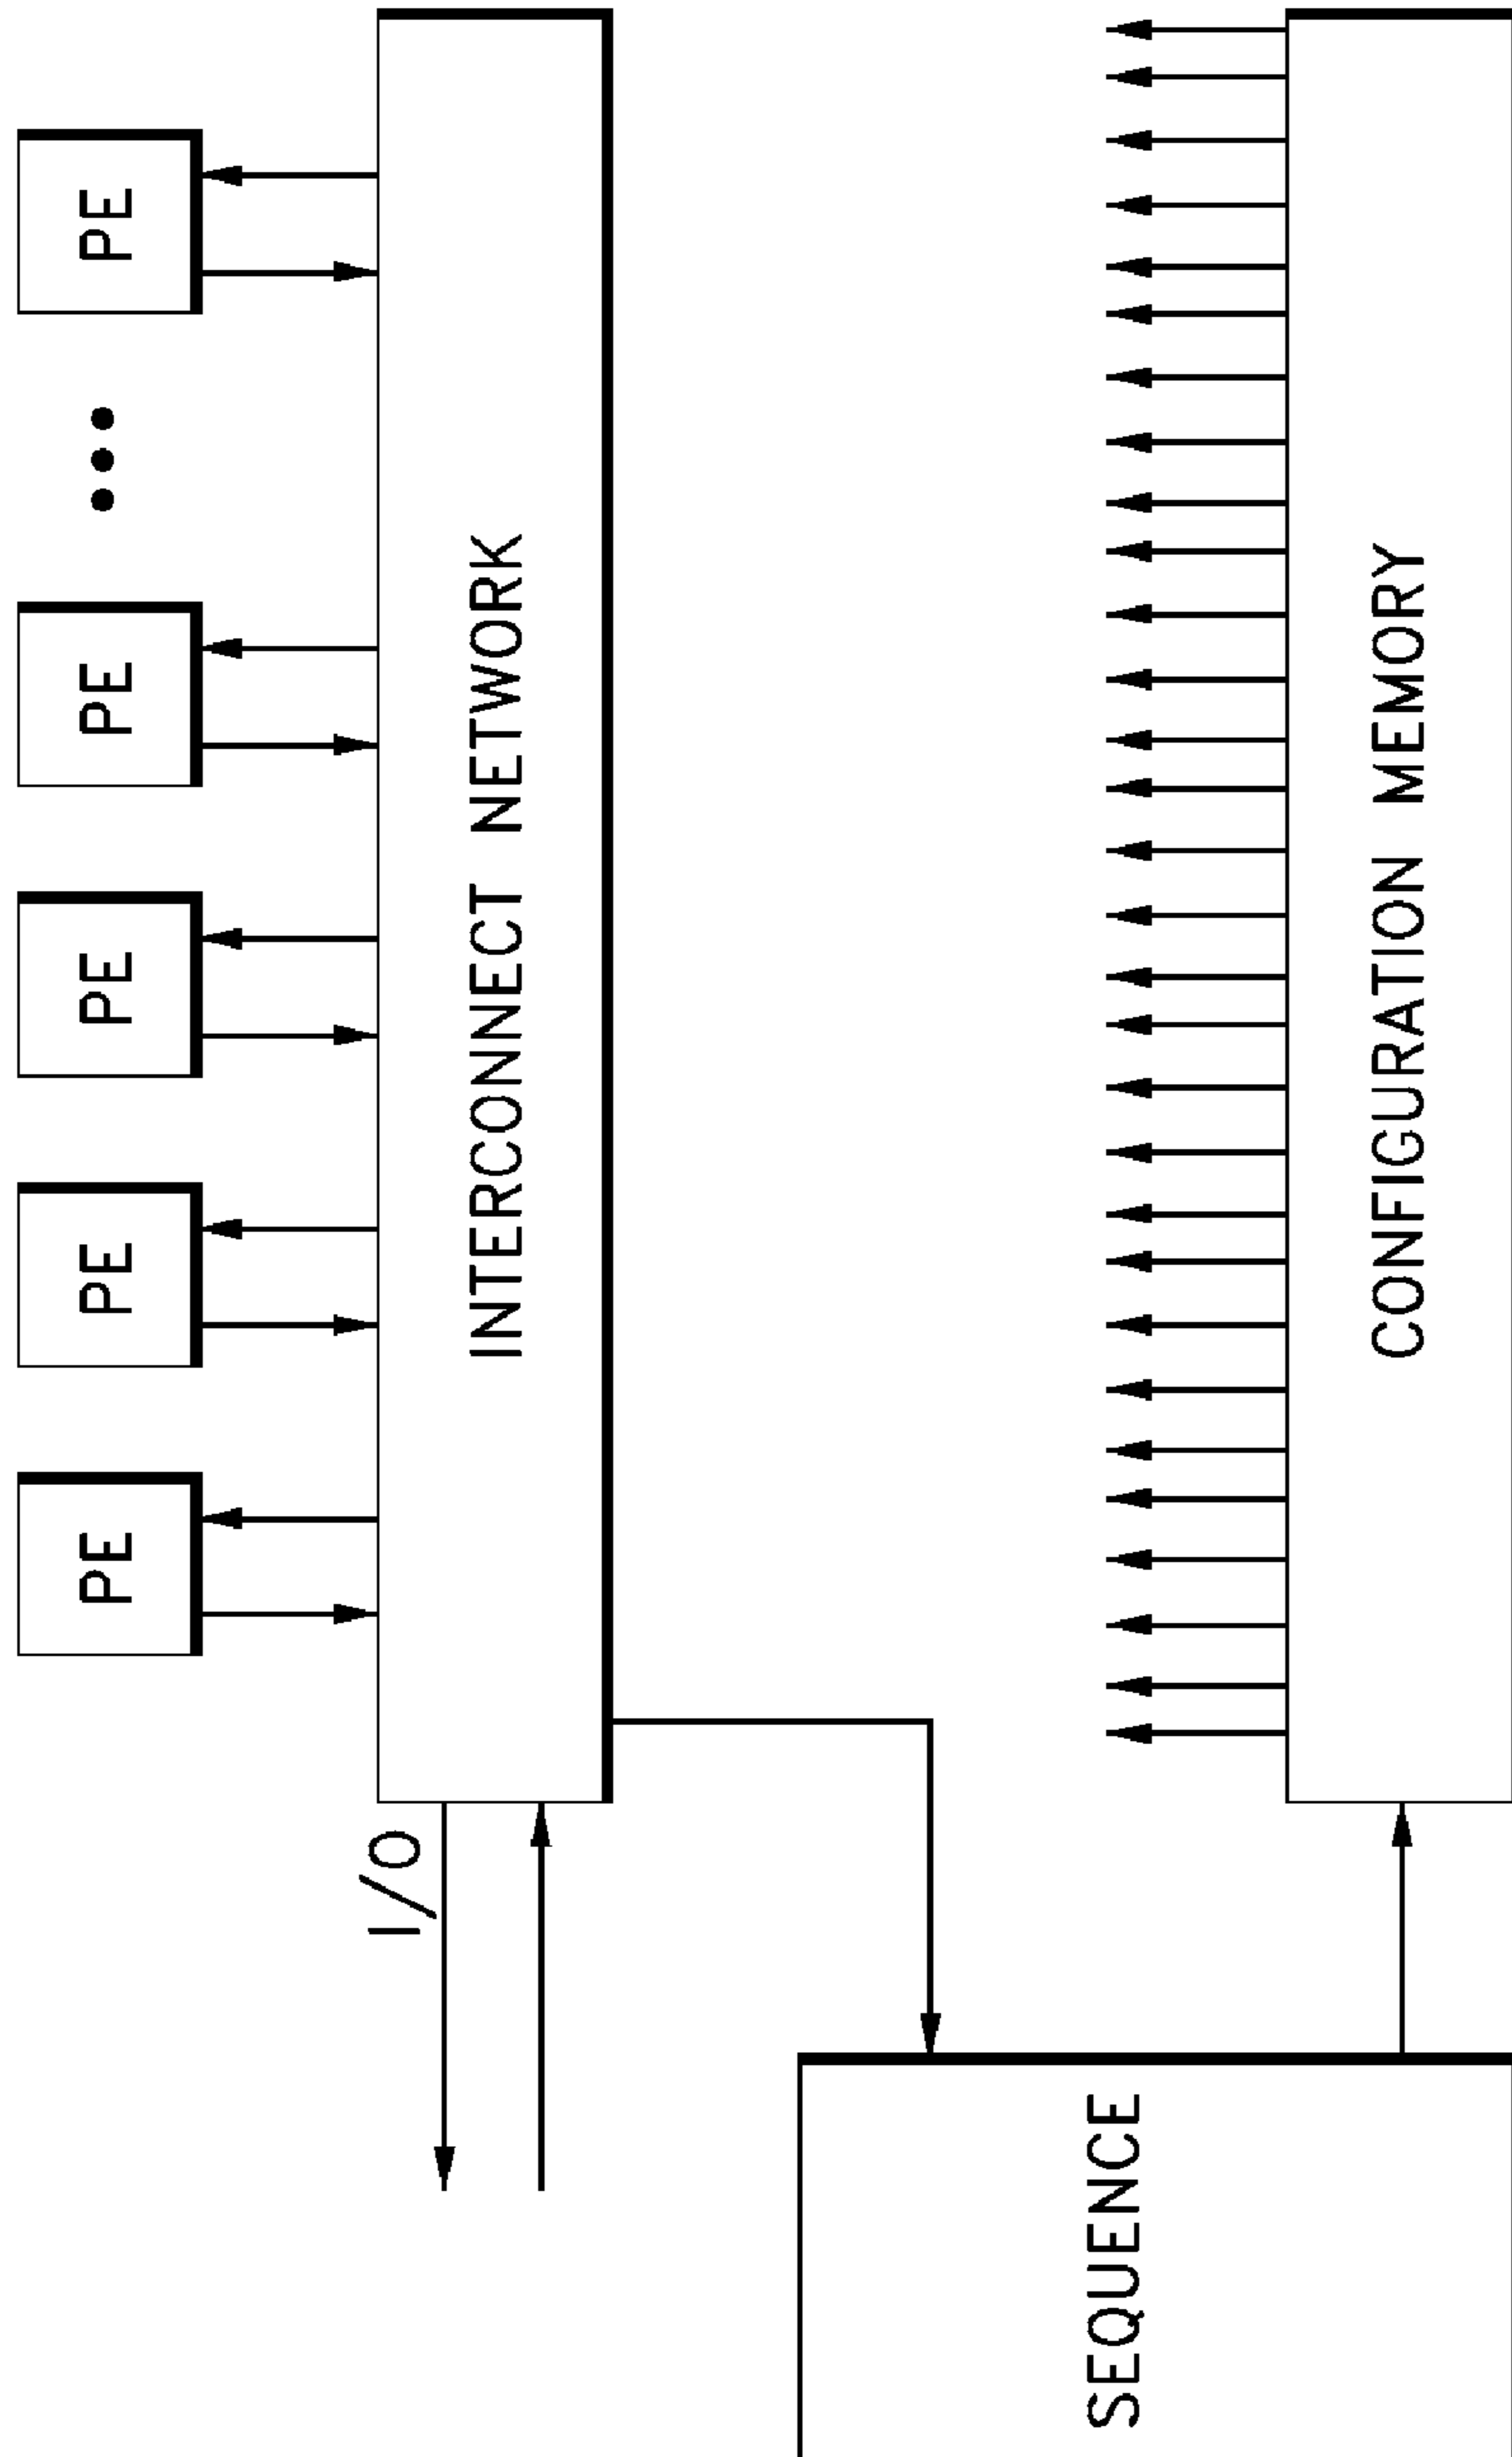 PE
PE
PE
PE
PE
INTERCONNECT NETWORK
I/O
SEQUENCE
CONFIGURATION MEMORY